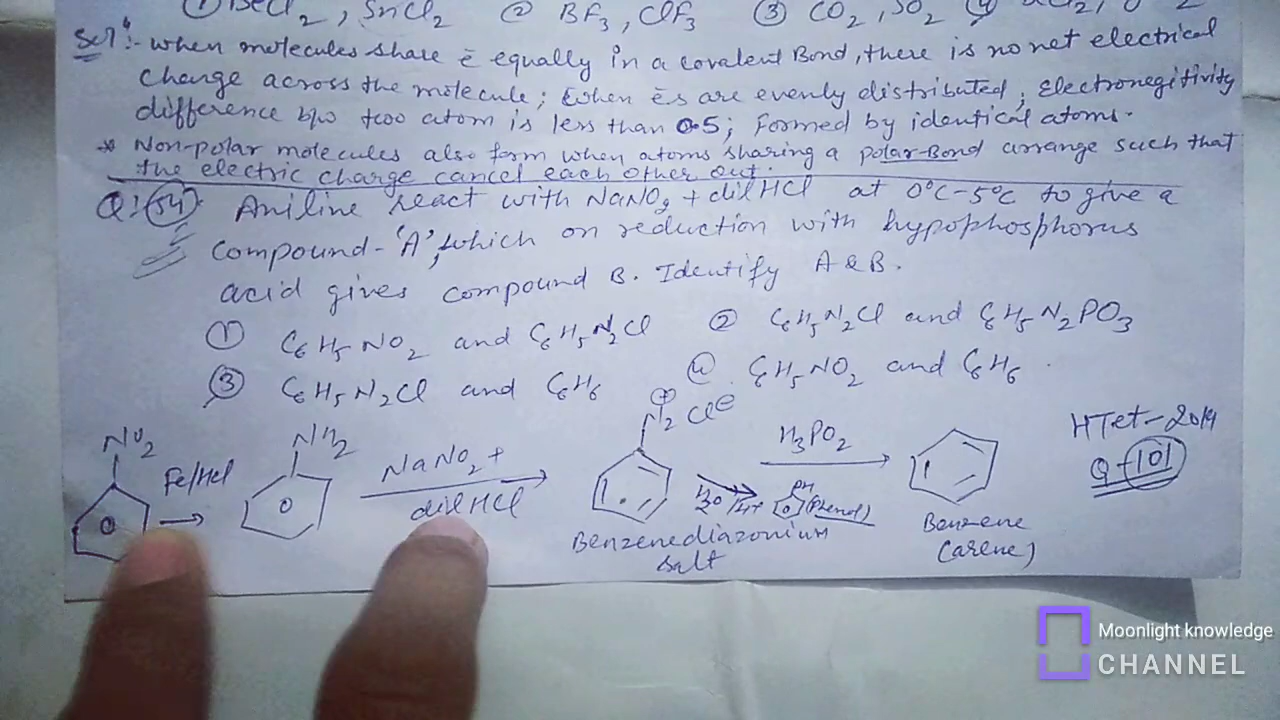 ① BeCl2, SnCl2 ② BF3, ClF3 ③ CO2, SO2
Sol:- when molecules share ē equally in a covalent Bond, there is no net electrical
charge across the molecule; when ēs are evenly distributed; Electronegitivity
difference b/w two atom is less than 0.5; formed by identical atoms.
* Non-polar molecules also form when atoms sharing a polar-Bond arrange such that
the electric charge cancel each other out.
Q:54. Aniline react with NaNO2 + dil HCl at 0°C-5°C to give a
compound-'A', which on reduction with hypophosphorus
acid gives compound B. Identify A & B.
① C6H5NO2 and C6H5N2Cl ② C6H5N2Cl and C6H5N2PO3
③ C6H5N2Cl and C6H6 ④ C6H5NO2 and C6H6.
NO2 Fe/HCl NH2 NaNO2+ dil HCl ⊕N2Cl⊖ H3PO2 HTet-2019
Q-101
H2O OH (Phenol)
Benzenediazonium salt
Benzene (arene)
Moonlight knowledge
CHANNEL